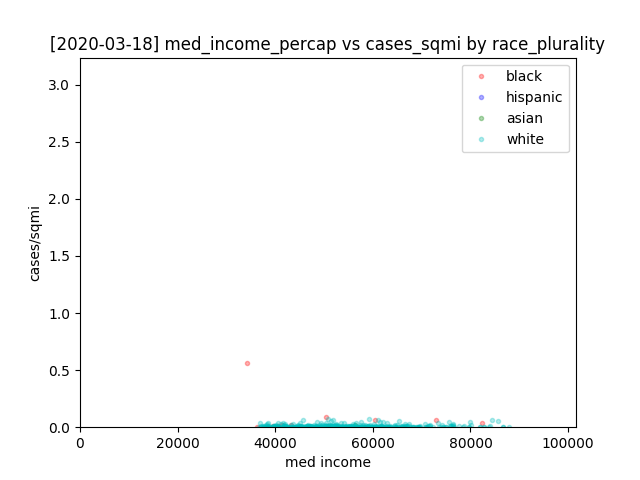 [2020-03-18] med_income_percap vs cases_sqmi by race_plurality
3.0
2.5
2.0
1.5
1.0
0.5
0.0
cases/sqmi
black
hispanic
asian
white
0 20000 40000 60000 80000 100000
med income